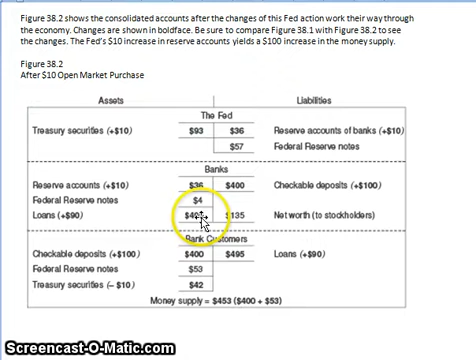 Figure 38.2 shows the consolidated accounts after the changes of this Fed action work their way through
the economy. Changes are shown in boldface. Be sure to compare Figure 38.1 with Figure 38.2 to see
the changes. The Fed's $10 increase in reserve accounts yields a $100 increase in the money supply.
Figure 38.2
After $10 Open Market Purchase
Assets Liabilities
The Fed
Treasury securities (+$10) $93 $36 Reserve accounts of banks (+$10)
$57 Federal Reserve notes
Banks
Reserve accounts (+$10) $36 $400 Checkable deposits (+$100)
Federal Reserve notes $4
Loans (+$90) $135 Net worth (to stockholders)
Bank Customers
Checkable deposits (+$100) $400 $495 Loans (+$90)
Federal Reserve notes $53
Treasury securities (– $10) $42
Money supply = $453 ($400 + $53)
Screencast-O-Matic.com